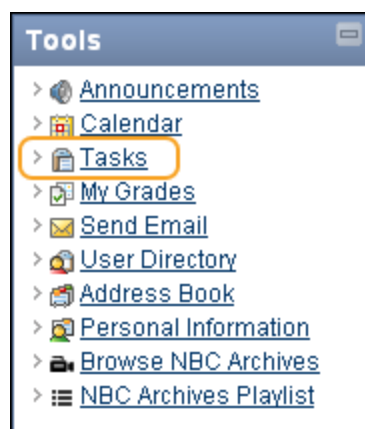 Tools
Announcements
Calendar
Tasks
My Grades
Send Email
User Directory
Address Book
Personal Information
Browse NBC Archives
NBC Archives Playlist